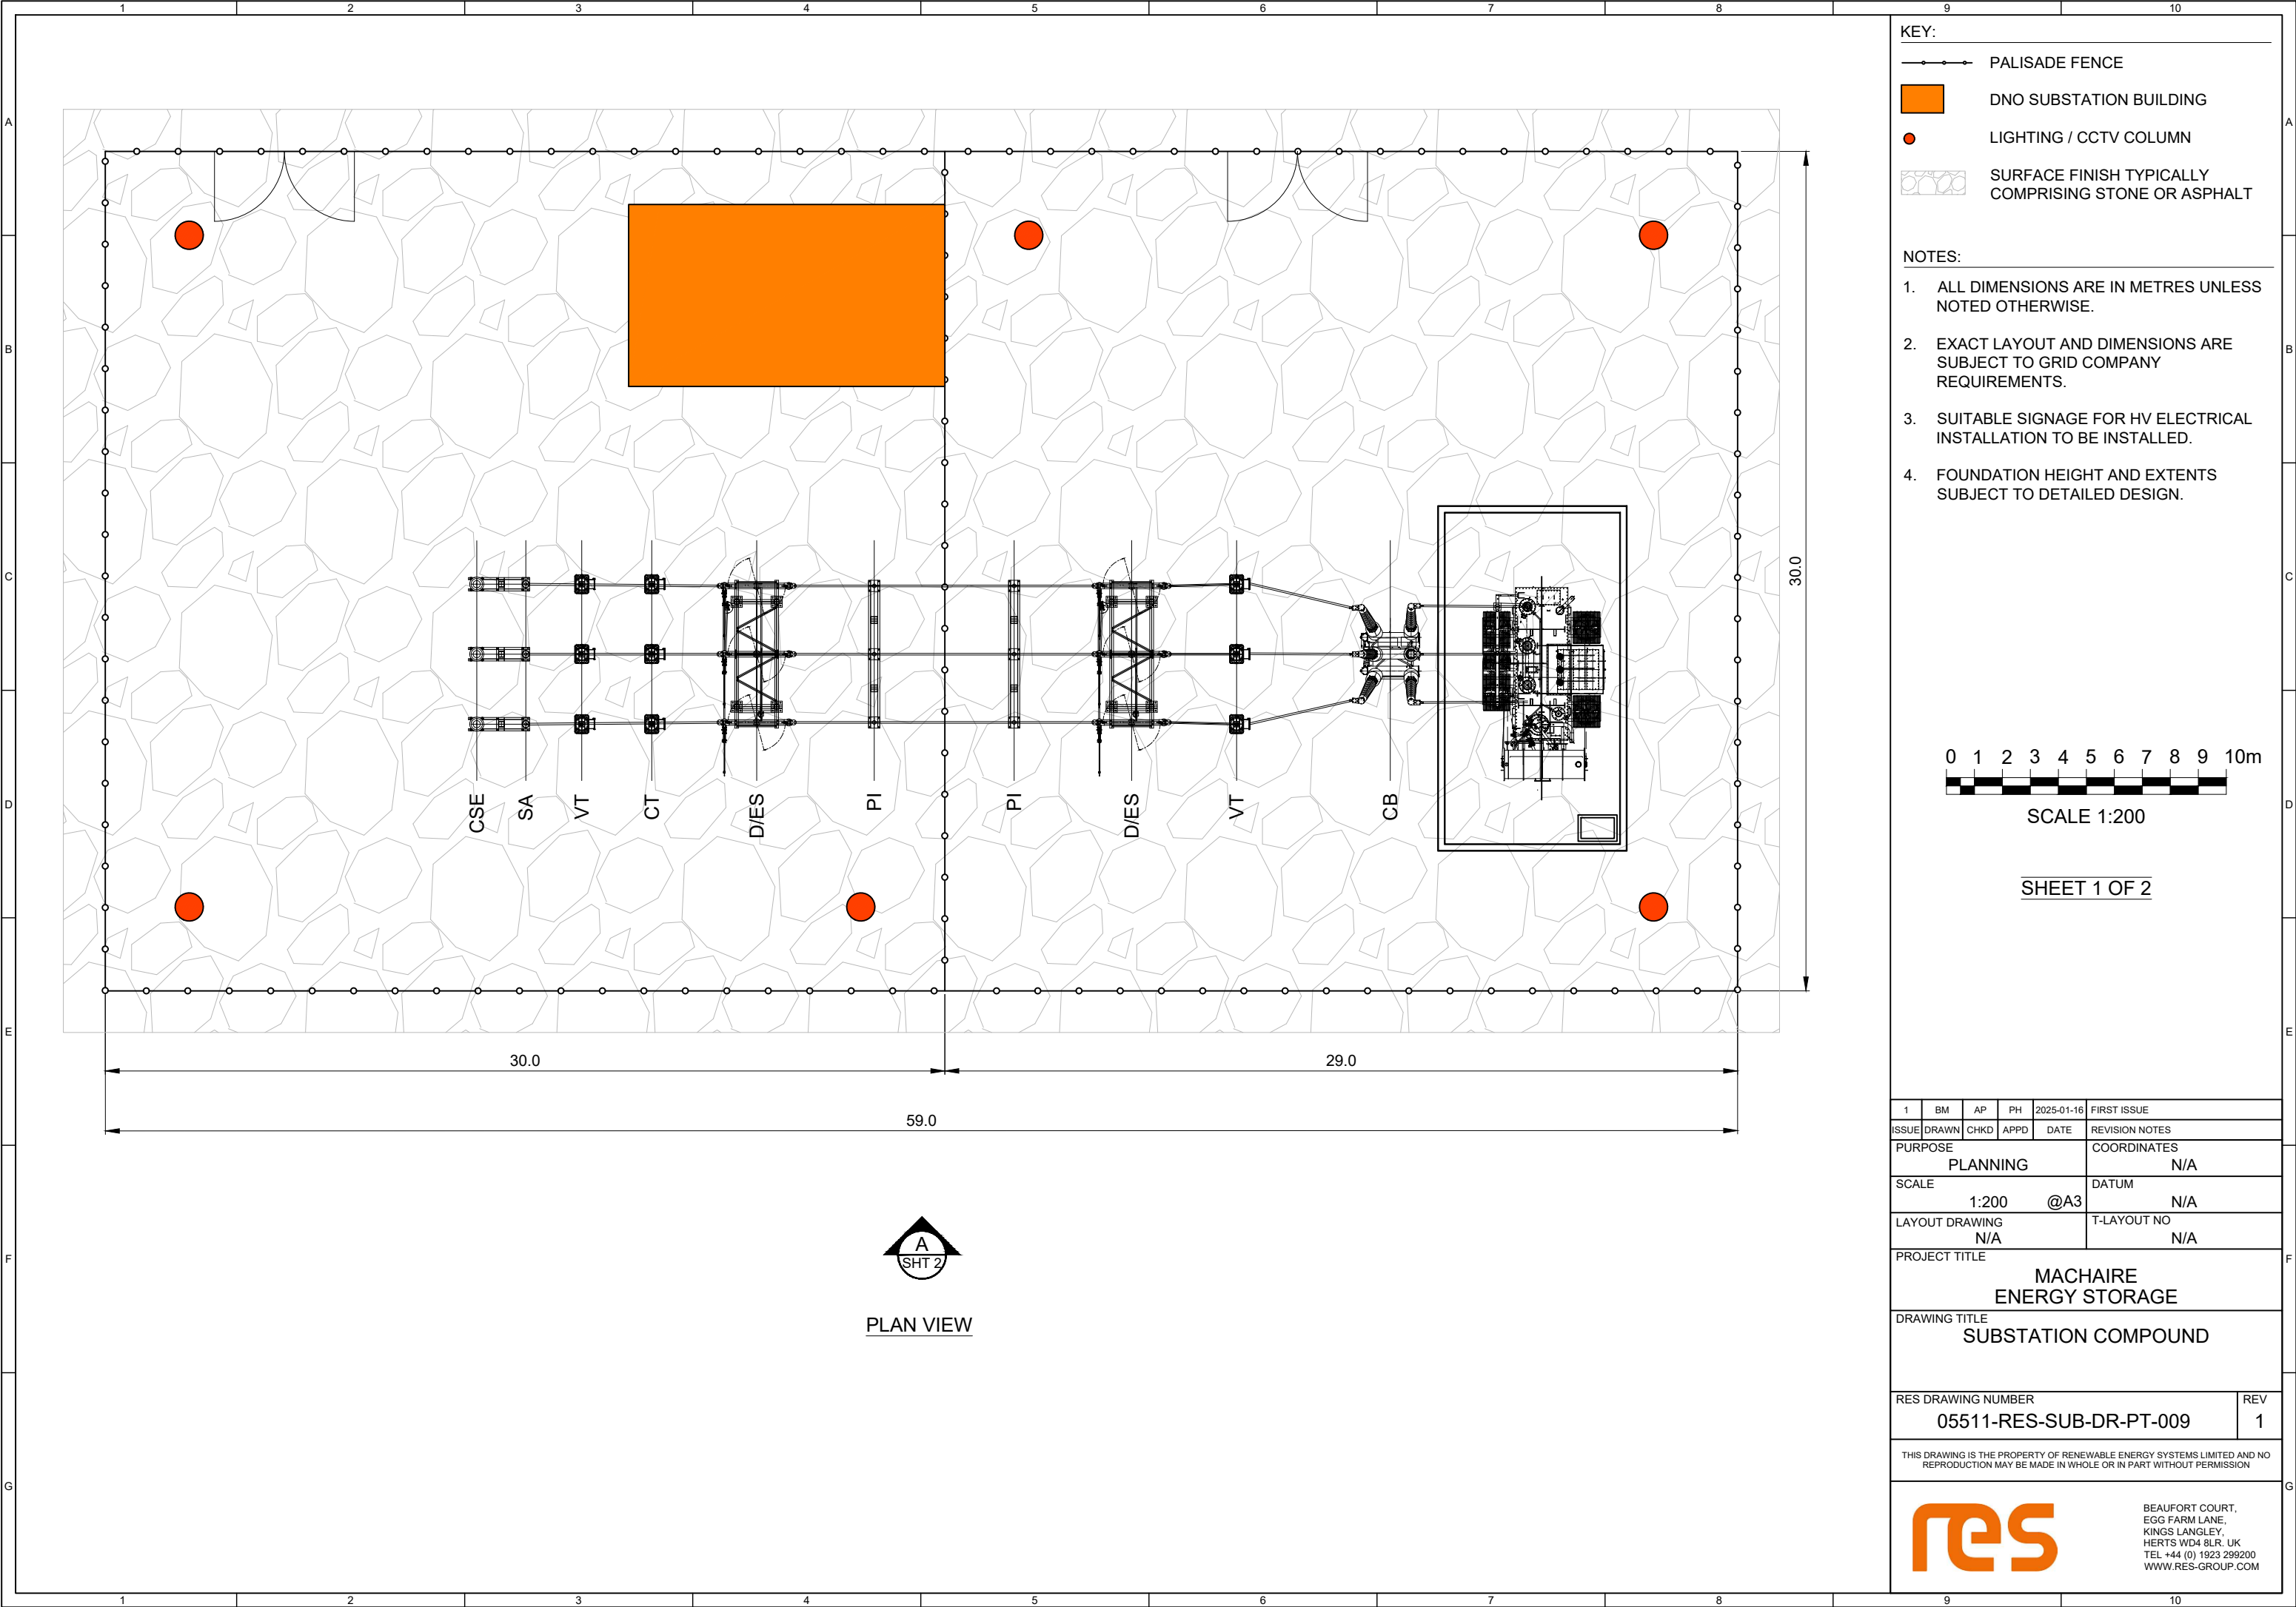 1 2 3 4 5 6 7 8 9 10
A A
B B
C C
D D
E E
F F
G G
CSE
SA
VT
CT
D/ES
PI
PI
D/ES
VT
CB
30.0
30.0
29.0
59.0
A
SHT 2
PLAN VIEW
KEY:
PALISADE FENCE
DNO SUBSTATION BUILDING
LIGHTING / CCTV COLUMN
SURFACE FINISH TYPICALLY
COMPRISING STONE OR ASPHALT
NOTES:
1. ALL DIMENSIONS ARE IN METRES UNLESS
NOTED OTHERWISE.
2. EXACT LAYOUT AND DIMENSIONS ARE
SUBJECT TO GRID COMPANY
REQUIREMENTS.
3. SUITABLE SIGNAGE FOR HV ELECTRICAL
INSTALLATION TO BE INSTALLED.
4. FOUNDATION HEIGHT AND EXTENTS
SUBJECT TO DETAILED DESIGN.
0 1 2 3 4 5 6 7 8 9 10m
SCALE 1:200
SHEET 1 OF 2
1 BM AP PH 2025-01-16 FIRST ISSUE
ISSUE DRAWN CHKD APPD DATE REVISION NOTES
PURPOSE COORDINATES
PLANNING N/A
SCALE DATUM
1:200 @A3 N/A
LAYOUT DRAWING T-LAYOUT NO
N/A N/A
PROJECT TITLE
MACHAIRE
ENERGY STORAGE
DRAWING TITLE
SUBSTATION COMPOUND
RES DRAWING NUMBER REV
05511-RES-SUB-DR-PT-009 1
THIS DRAWING IS THE PROPERTY OF RENEWABLE ENERGY SYSTEMS LIMITED AND NO
REPRODUCTION MAY BE MADE IN WHOLE OR IN PART WITHOUT PERMISSION
res
BEAUFORT COURT,
EGG FARM LANE,
KINGS LANGLEY,
HERTS WD4 8LR. UK
TEL +44 (0) 1923 299200
WWW.RES-GROUP.COM
1 2 3 4 5 6 7 8 9 10